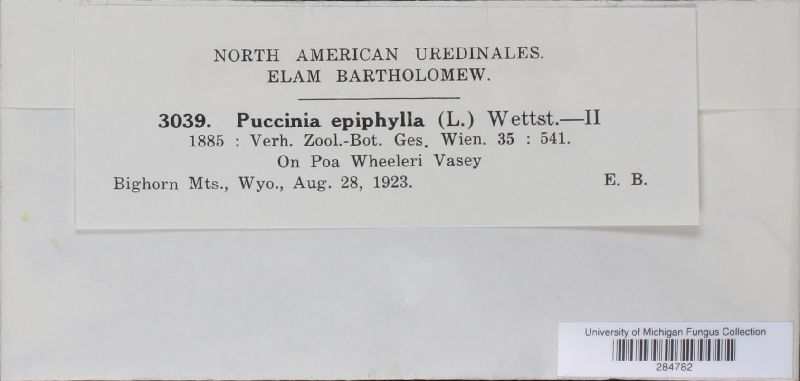 NORTH AMERICAN UREDINALES.
ELAM BARTHOLOMEW.
3039. Puccinia epiphylla (L.) Wettst.—II
1885 : Verh. Zool.-Bot. Ges. Wien. 35 : 541.
On Poa Wheeleri Vasey
Bighorn Mts., Wyo., Aug. 28, 1923. E. B.
University of Michigan Fungus Collection
284782